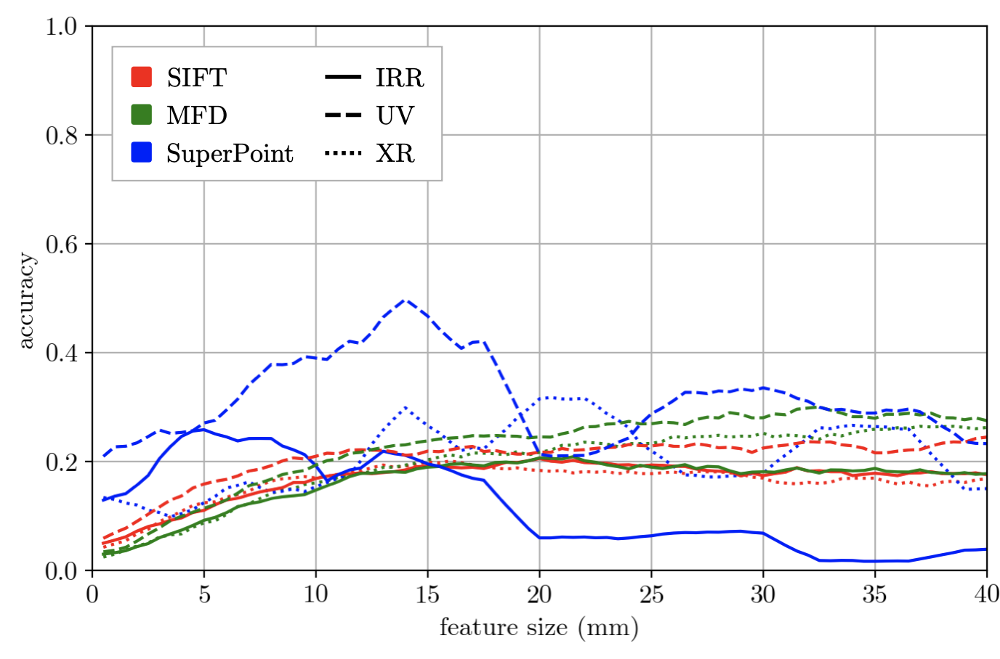 1.0
0.8
0.6
0.4
0.2
0.0
accuracy
SIFT IRR
MFD UV
SuperPoint XR
0 5 10 15 20 25 30 35 40
feature size (mm)